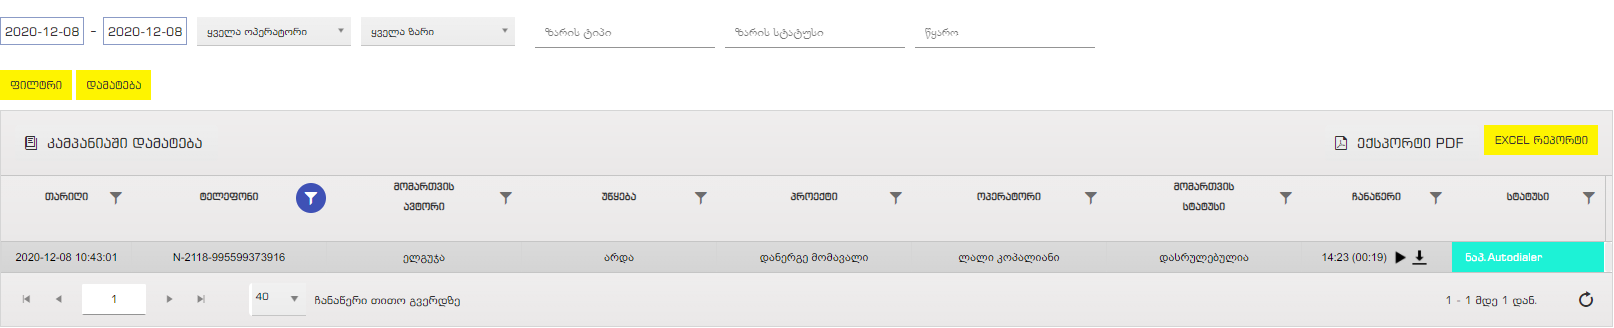 2020-12-08 - 2020-12-08 ყველა ოპერატორი ყველა ზარი ზარის ტიპი ზარის სტატუსი წყარო
ფილტრი დამატება
კამპანიაში დამატება ექსპორტი PDF EXCEL რეპორტი
თარიღი ტელეფონი მომართვის ავტორი უწყება პროექტი ოპერატორი მომართვის სტატუსი ჩანაწერი სტატუსი
2020-12-08 10:43:01 N-2118-995599373916 ელგუჯა არდა დანერგე მომავალი ლალი კოპალიანი დასრულებულია 14:23 (00:19) ნაპ.Autodialer
1 40 ჩანაწერი თითო გვერდზე 1 - 1 მდე 1 დან.